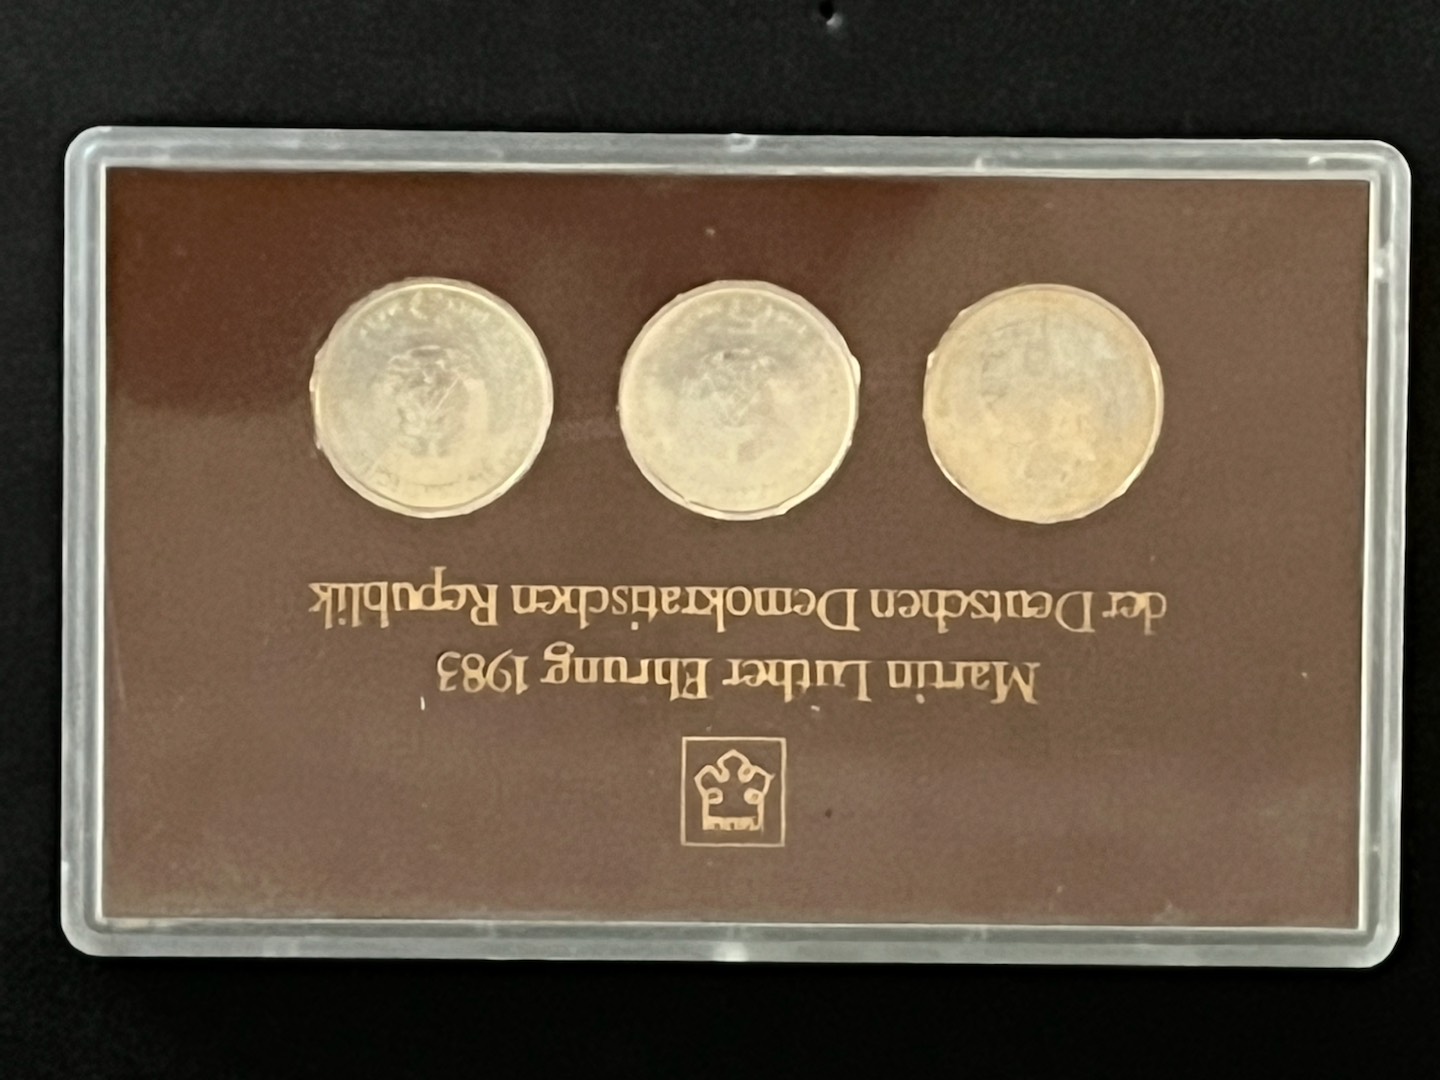 Martin Luther Ehrung 1983
der Deutschen Demokratischen Republik